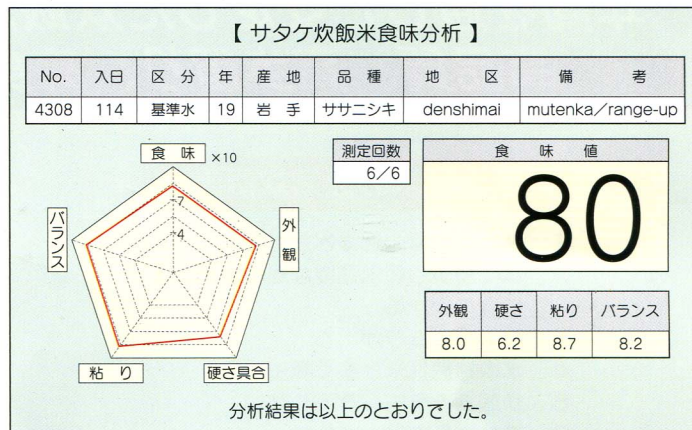 【 サタケ炊飯米食味分析 】
No. 入日 区 分 年 産 地 品 種 地 区 備 考
4308 114 基準水 19 岩 手 ササニシキ denshimai mutenka/range-up
食 味 ×10
7
4
外観
バランス
粘 り
硬さ具合
測定回数
6/6
食 味 値
80
外観 硬さ 粘り バランス
8.0 6.2 8.7 8.2
分析結果は以上のとおりでした。